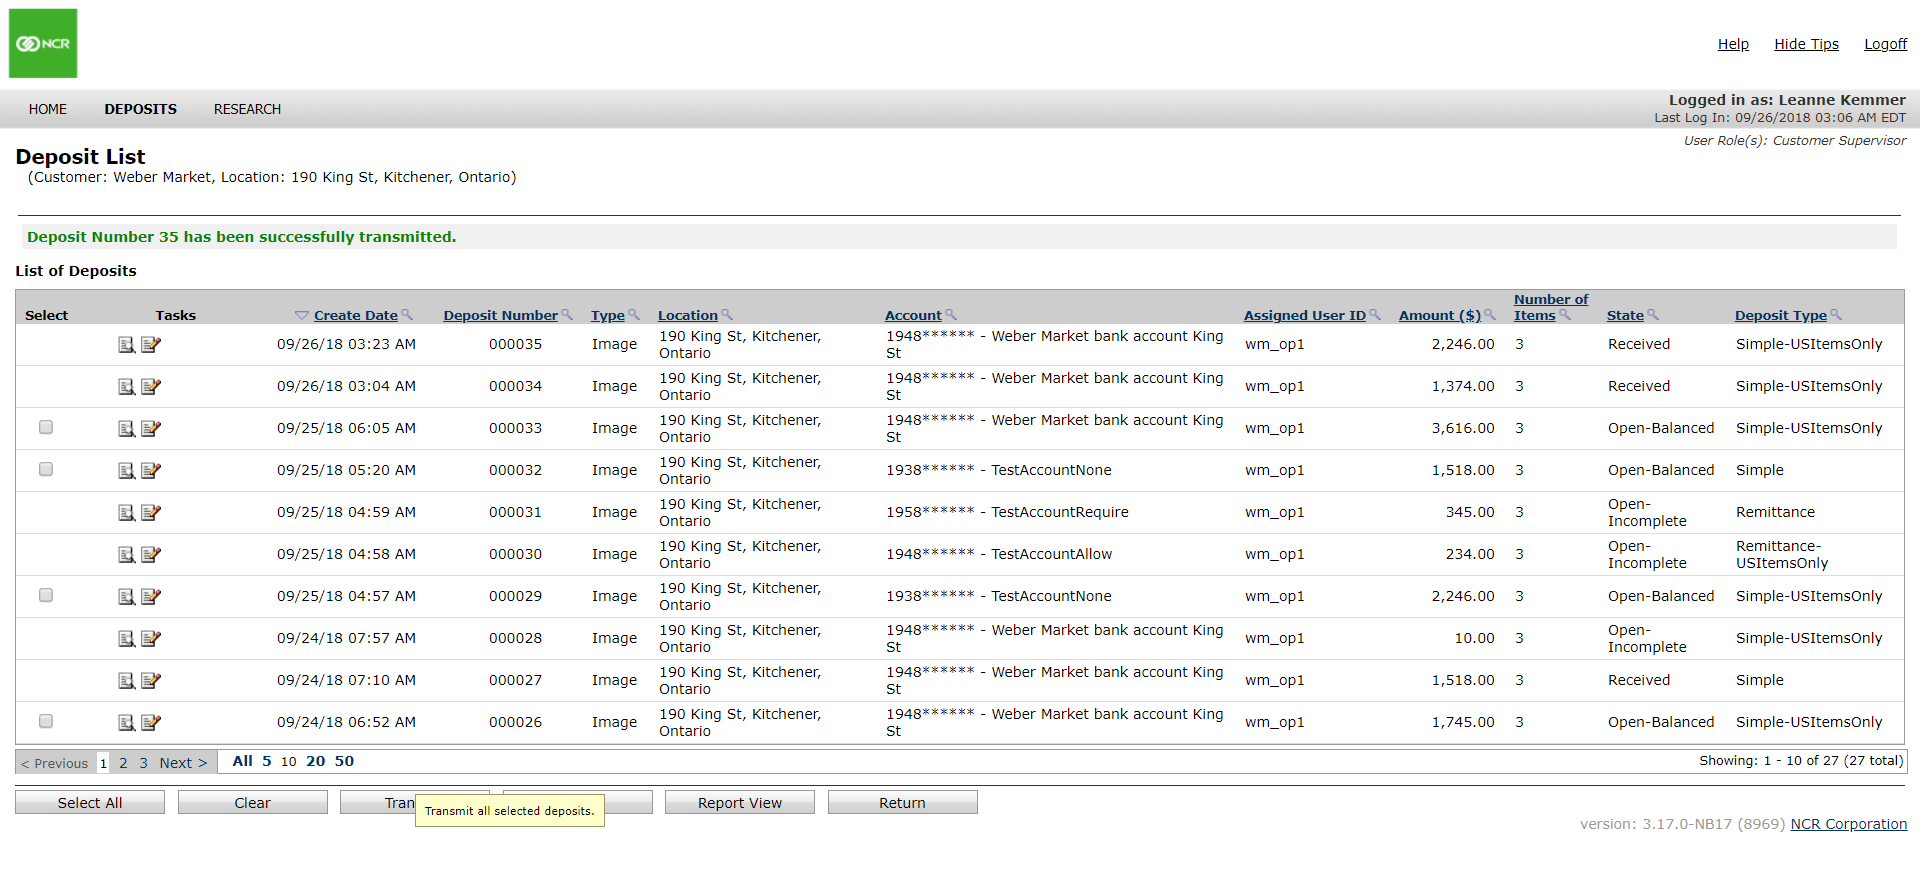 NCR
Help Hide Tips Logoff
HOME DEPOSITS RESEARCH
Logged in as: Leanne Kemmer
Last Log In: 09/26/2018 03:06 AM EDT
User Role(s): Customer Supervisor
Deposit List
(Customer: Weber Market, Location: 190 King St, Kitchener, Ontario)
Deposit Number 35 has been successfully transmitted.
List of Deposits
Select Tasks Create Date Deposit Number Type Location Account Assigned User ID Amount ($) Number of Items State Deposit Type
09/26/18 03:23 AM 000035 Image 190 King St, Kitchener, Ontario 1948****** - Weber Market bank account King St wm_op1 2,246.00 3 Received Simple-USItemsOnly
09/26/18 03:04 AM 000034 Image 190 King St, Kitchener, Ontario 1948****** - Weber Market bank account King St wm_op1 1,374.00 3 Received Simple-USItemsOnly
09/25/18 06:05 AM 000033 Image 190 King St, Kitchener, Ontario 1948****** - Weber Market bank account King St wm_op1 3,616.00 3 Open-Balanced Simple-USItemsOnly
09/25/18 05:20 AM 000032 Image 190 King St, Kitchener, Ontario 1938****** - TestAccountNone wm_op1 1,518.00 3 Open-Balanced Simple
09/25/18 04:59 AM 000031 Image 190 King St, Kitchener, Ontario 1958****** - TestAccountRequire wm_op1 345.00 3 Open-Incomplete Remittance
09/25/18 04:58 AM 000030 Image 190 King St, Kitchener, Ontario 1948****** - TestAccountAllow wm_op1 234.00 3 Open-Incomplete Remittance-USItemsOnly
09/25/18 04:57 AM 000029 Image 190 King St, Kitchener, Ontario 1938****** - TestAccountNone wm_op1 2,246.00 3 Open-Balanced Simple-USItemsOnly
09/24/18 07:57 AM 000028 Image 190 King St, Kitchener, Ontario 1948****** - Weber Market bank account King St wm_op1 10.00 3 Open-Incomplete Simple-USItemsOnly
09/24/18 07:10 AM 000027 Image 190 King St, Kitchener, Ontario 1948****** - Weber Market bank account King St wm_op1 1,518.00 3 Received Simple
09/24/18 06:52 AM 000026 Image 190 King St, Kitchener, Ontario 1948****** - Weber Market bank account King St wm_op1 1,745.00 3 Open-Balanced Simple-USItemsOnly
< Previous 1 2 3 Next > All 5 10 20 50 Showing: 1 - 10 of 27 (27 total)
Select All Clear Tran Report View Return
Transmit all selected deposits.
version: 3.17.0-NB17 (8969) NCR Corporation